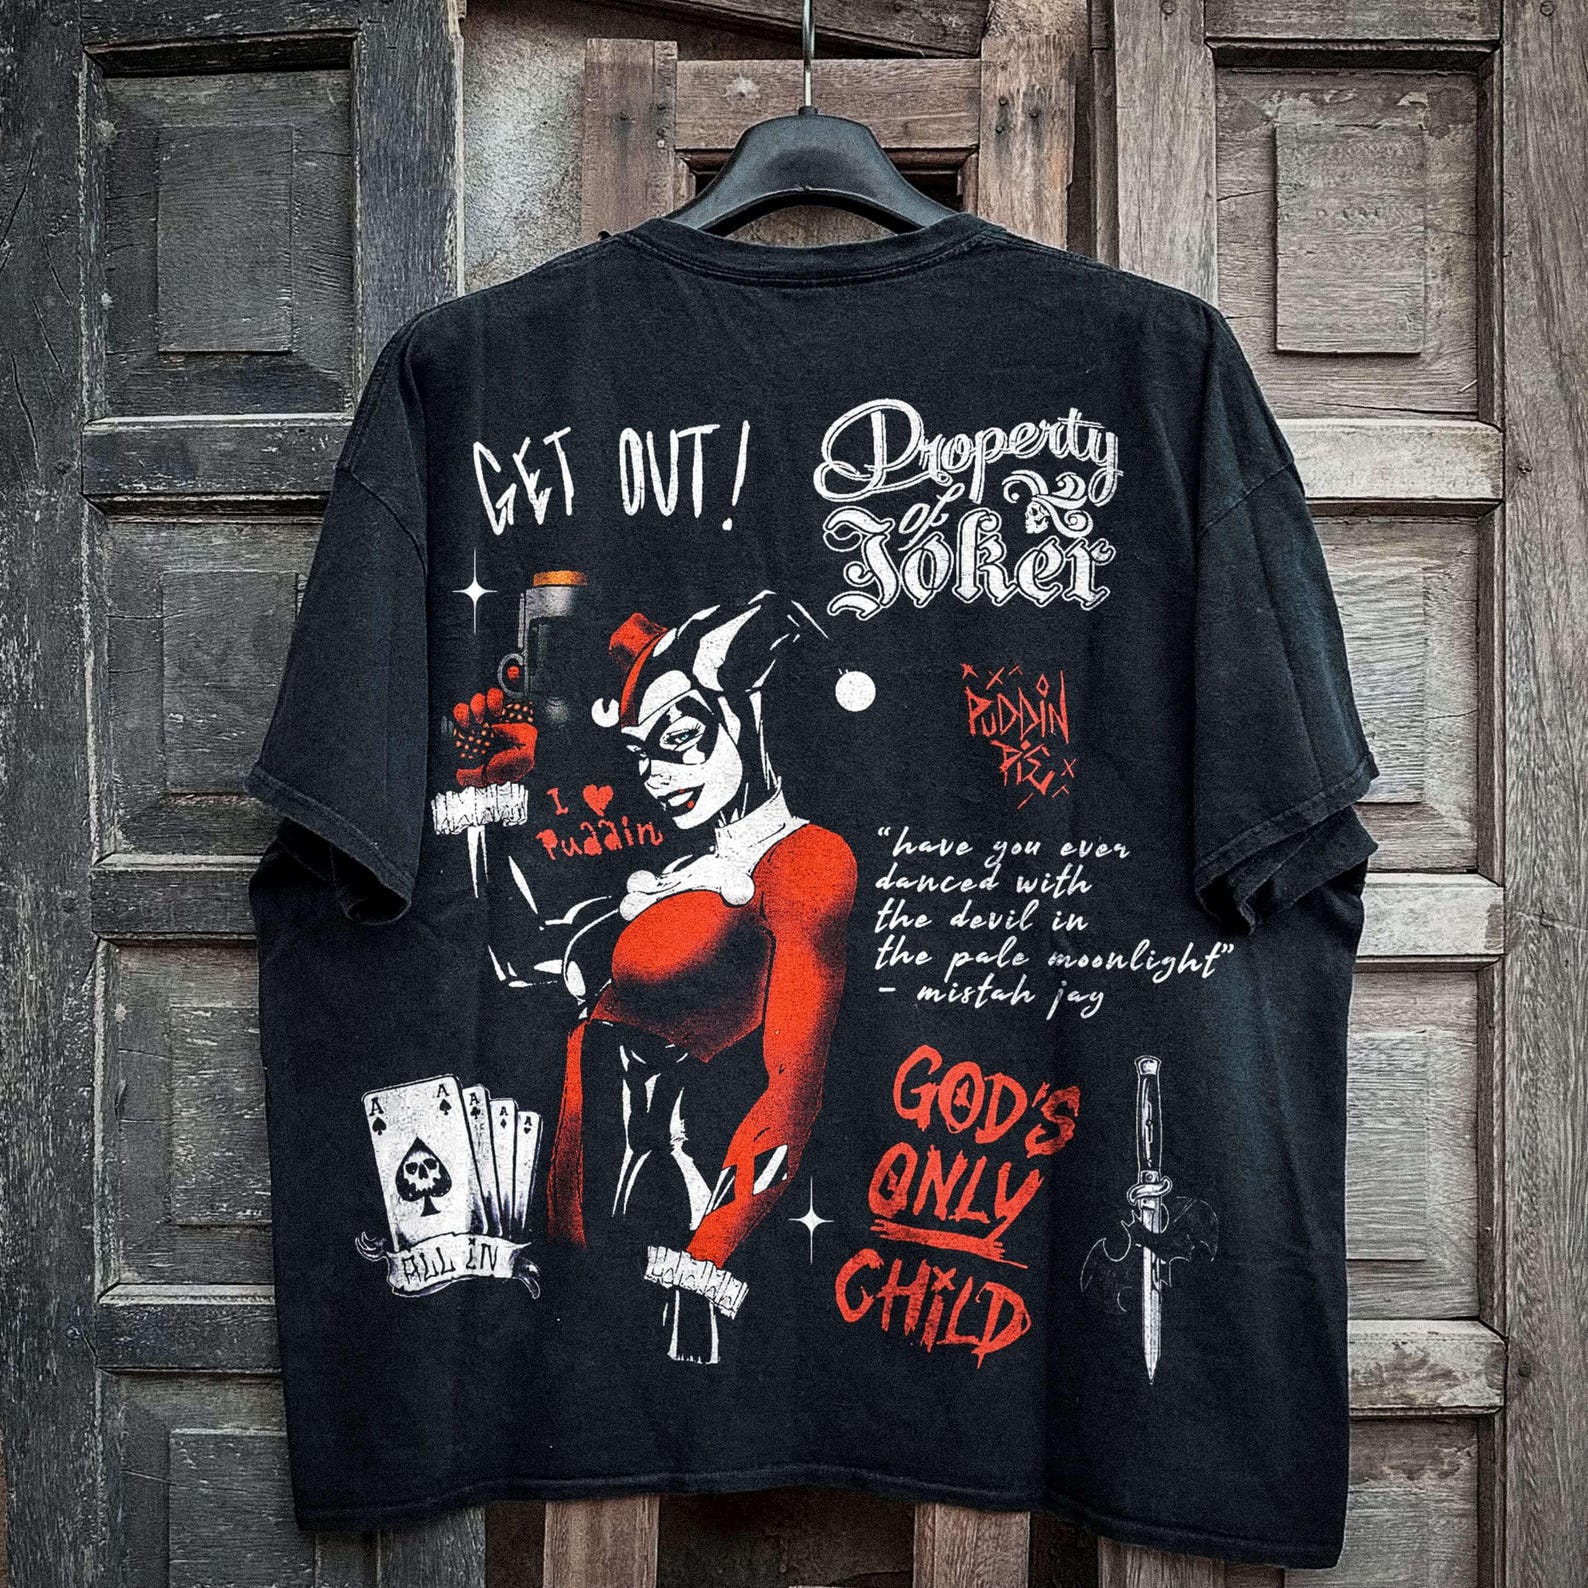 GET OUT!
Property
of
Joker
PUDDiN
PiE
I ♥
Puddin
“have you ever
danced with
the devil in
the pale moonlight”
- mistah jay
GOD'S
ONLY
CHiLD
A A A A A
ALL IN